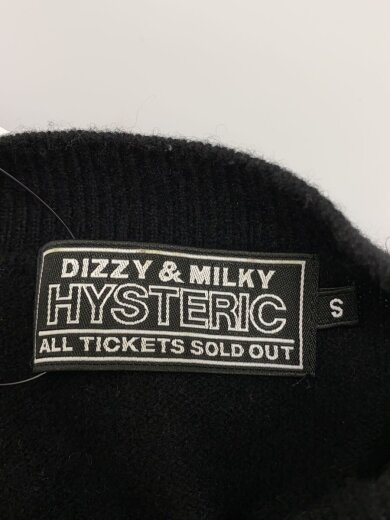 DIZZY & MILKY
HYSTERIC
ALL TICKETS SOLD OUT
S